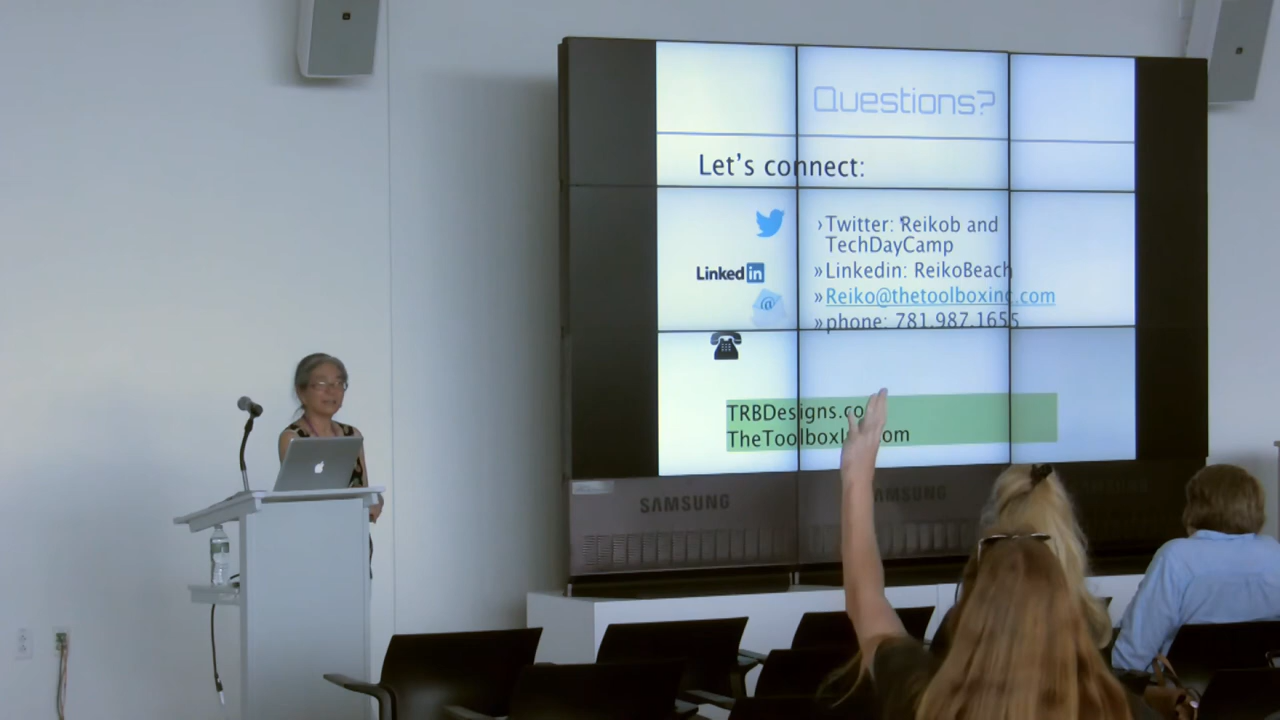 Questions?
Let's connect:
› Twitter: Reikob and
TechDayCamp
Linked in
» Linkedin: ReikoBeach
» Reiko@thetoolboxinc.com
» phone: 781.987.1655
TRBDesigns.co
TheToolboxI om
SAMSUNG
SAMSUNG